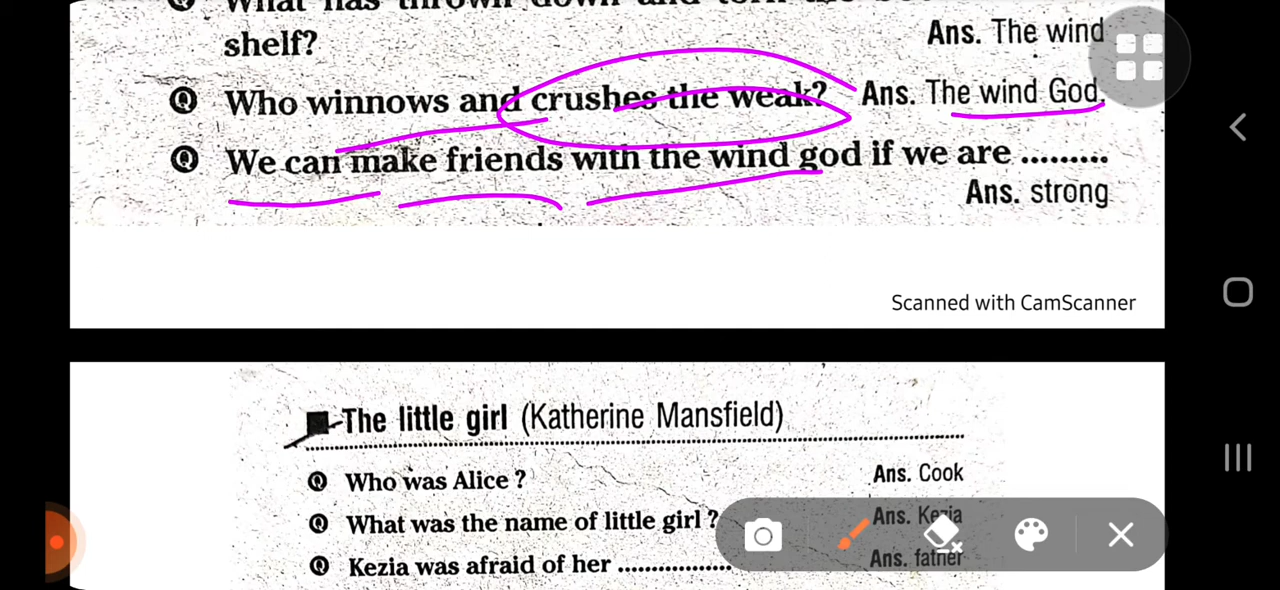 shelf?
Ans. The wind
Q Who winnows and crushes the weak? Ans. The wind God.
Q We can make friends with the wind god if we are .........
Ans. strong
Scanned with CamScanner
The little girl (Katherine Mansfield)
Q Who was Alice ? Ans. Cook
Q What was the name of little girl ? Ans. Kezia
Q Kezia was afraid of her ................. Ans. father